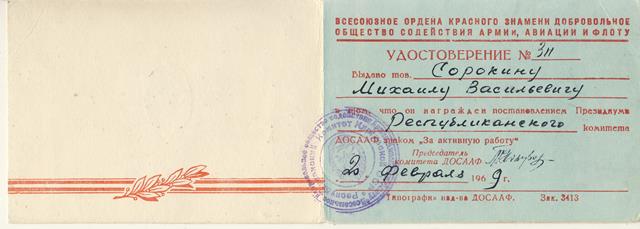 ВСЕСОЮЗНОЕ ОРДЕНА КРАСНОГО ЗНАМЕНИ ДОБРОВОЛЬНОЕ
ОБЩЕСТВО СОДЕЙСТВИЯ АРМИИ, АВИАЦИИ И ФЛОТУ
УДОСТОВЕРЕНИЕ № 311
Выдано тов. Сорокину
Михаилу Васильевичу
в том, что он награжден постановлением Президиума
Республиканского комитета
ДОСААФ знаком „За активную работу“
Председатель
комитета ДОСААФ
2 февраля 1969 г.
Типография изд-ва ДОСААФ. Зак. 3413